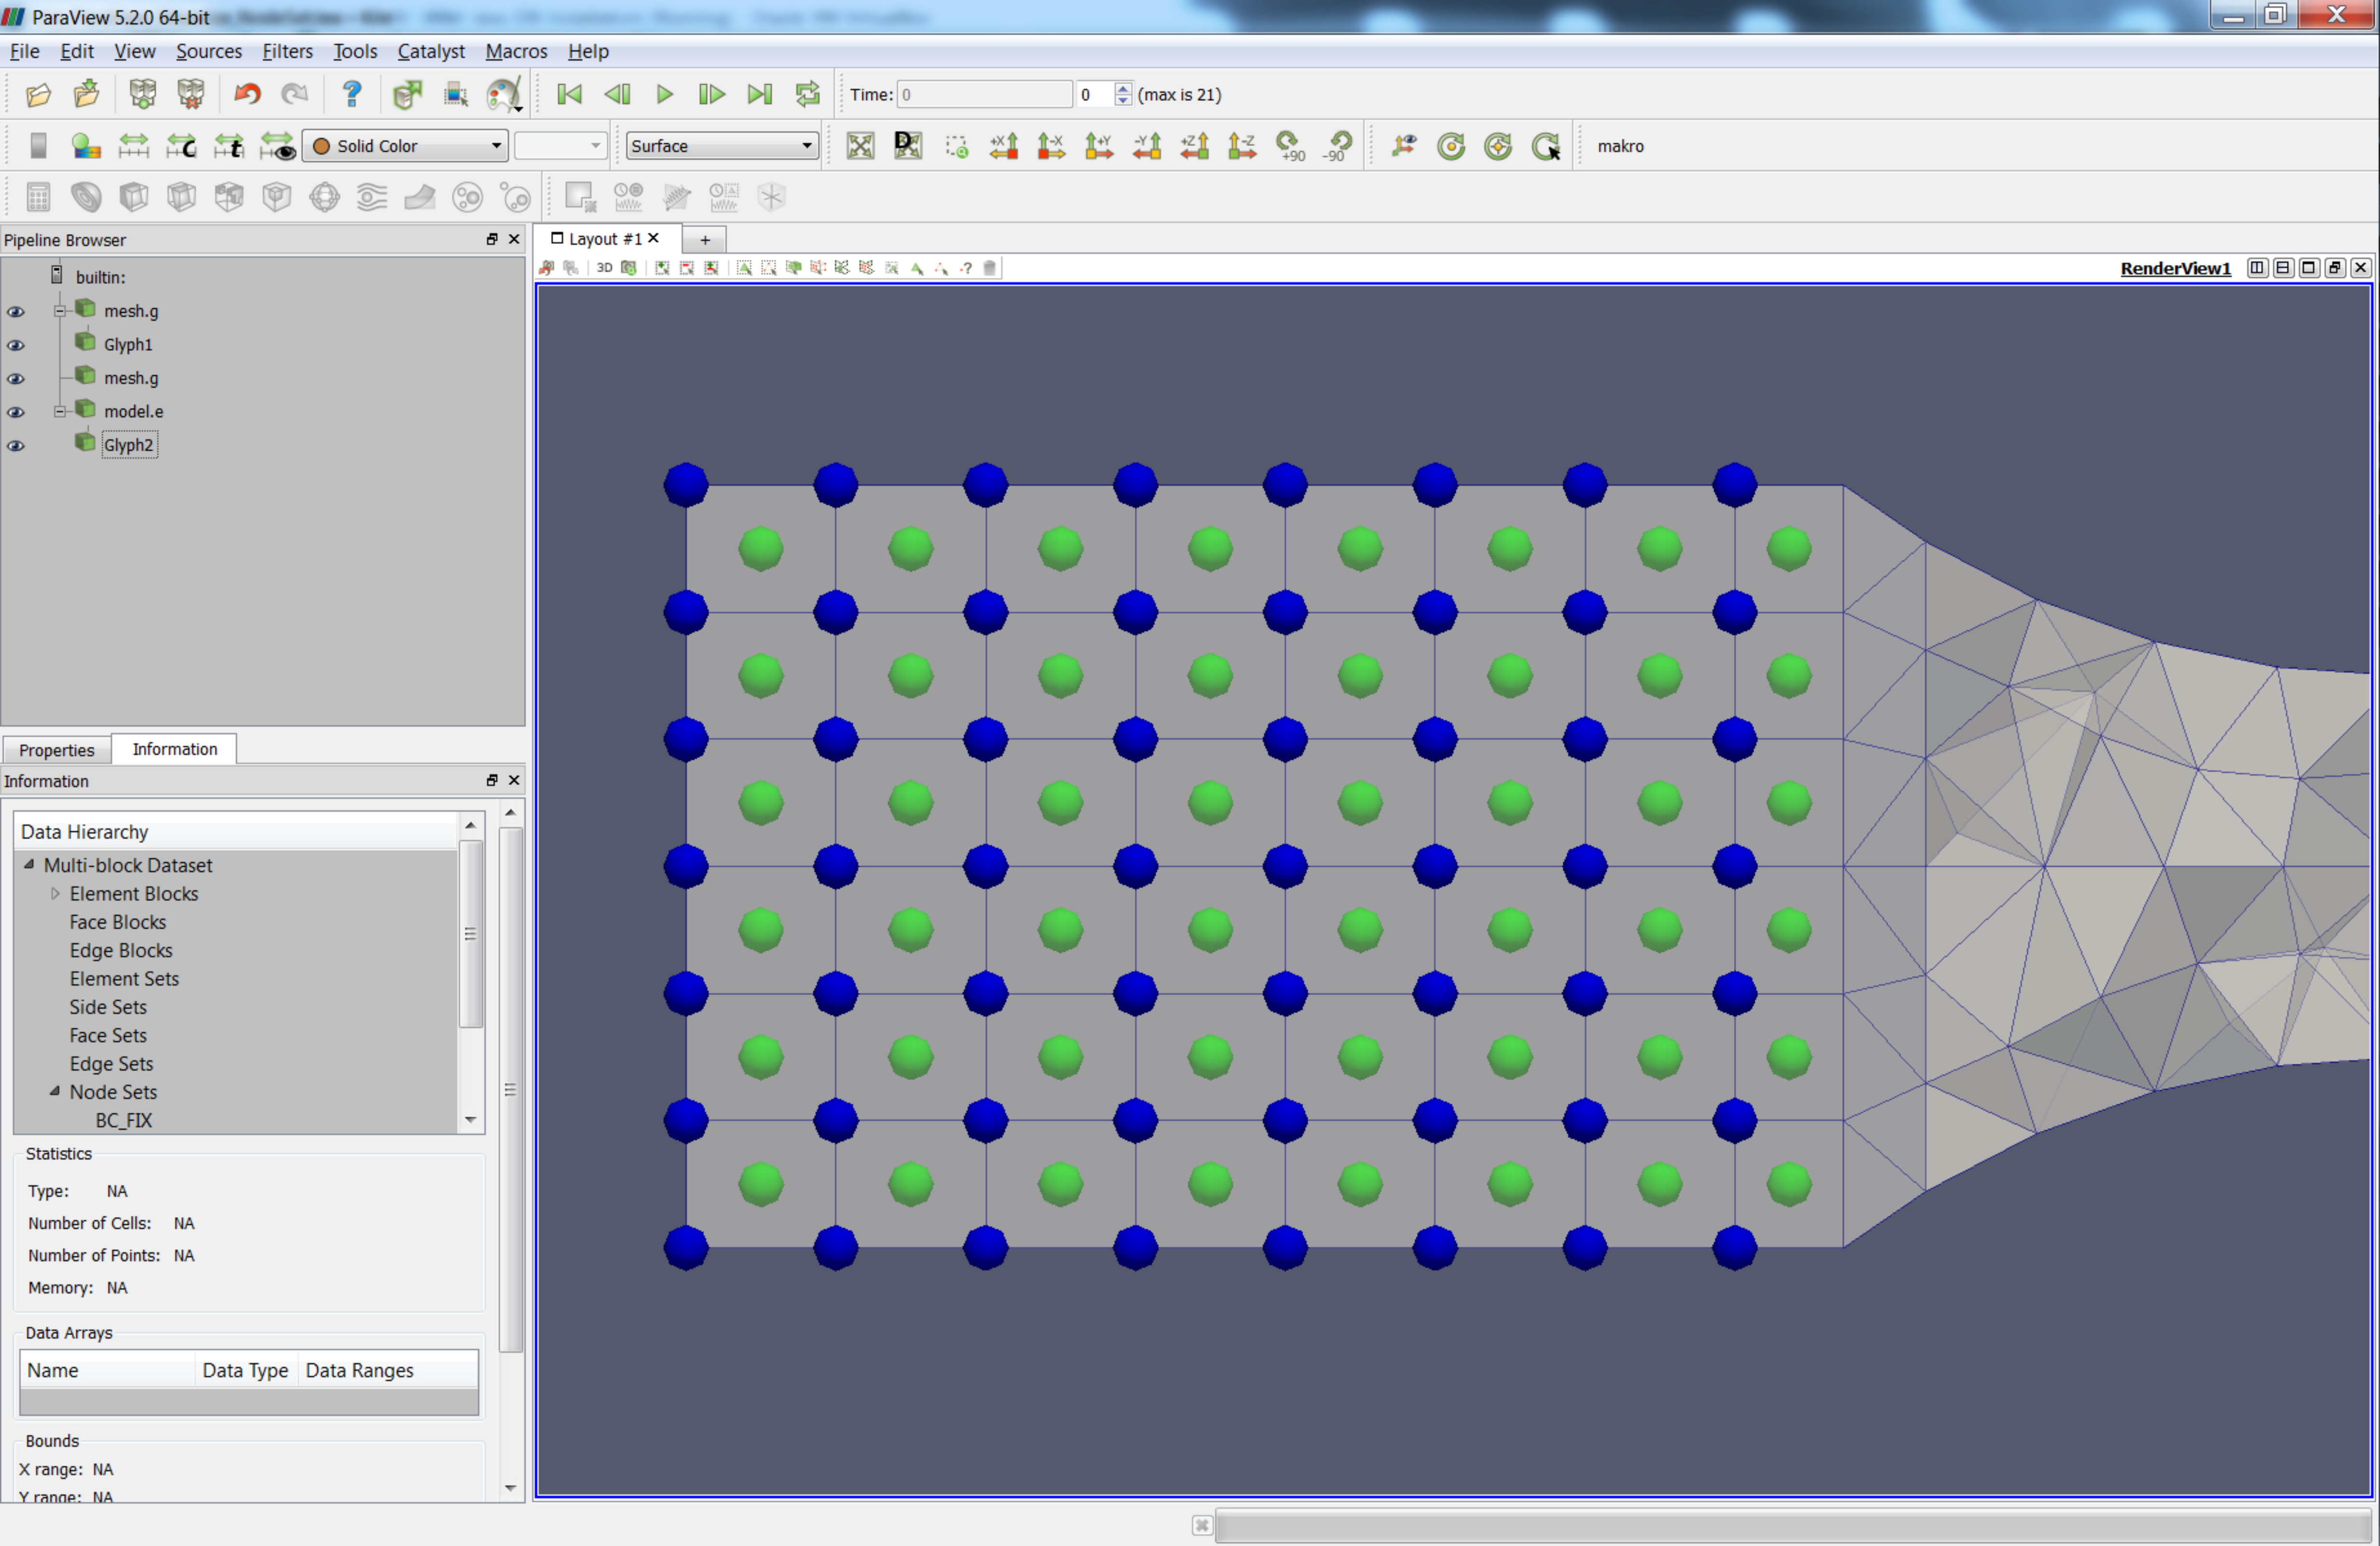 ParaView 5.2.0 64-bit
File Edit View Sources Filters Tools Catalyst Macros Help
? Time: 0 0 (max is 21)
C t Solid Color Surface D +X -X +Y -Y +Z -Z +90 -90 makro
Pipeline Browser
Layout #1 +
3D ? RenderView1
builtin:
mesh.g
Glyph1
mesh.g
model.e
Glyph2
Properties Information
Information
Data Hierarchy
Multi-block Dataset
Element Blocks
Face Blocks
Edge Blocks
Element Sets
Side Sets
Face Sets
Edge Sets
Node Sets
BC_FIX
Statistics
Type: NA
Number of Cells: NA
Number of Points: NA
Memory: NA
Data Arrays
Name Data Type Data Ranges
Bounds
X range: NA
Y range: NA